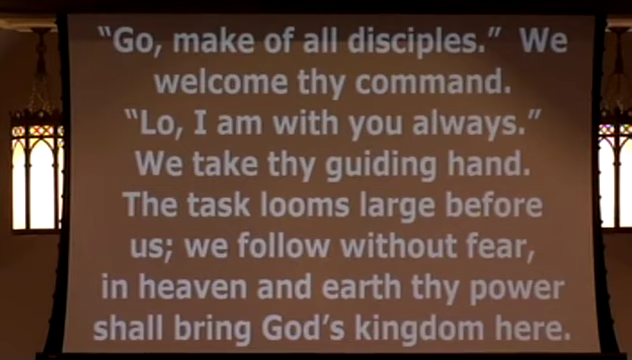 “Go, make of all disciples.” We
welcome thy command.
“Lo, I am with you always.”
We take thy guiding hand.
The task looms large before
us; we follow without fear,
in heaven and earth thy power
shall bring God’s kingdom here.